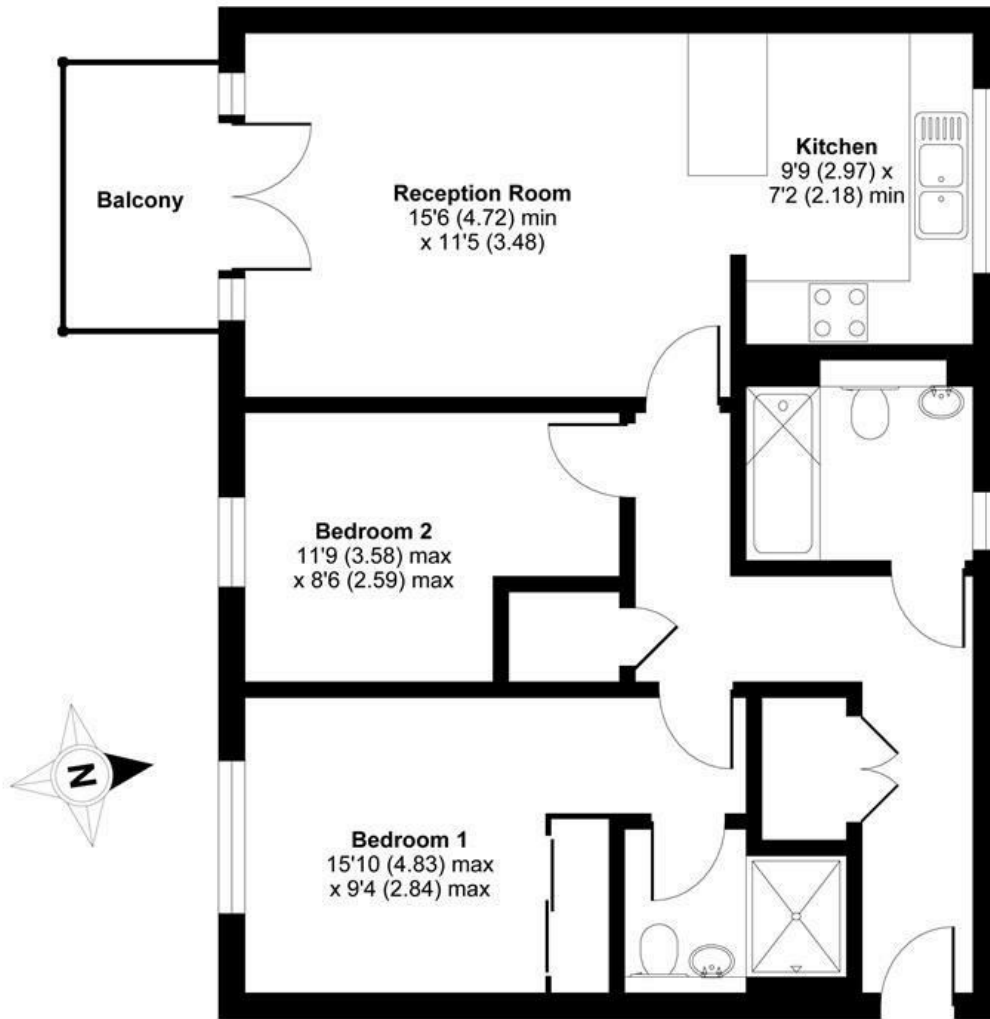 Balcony
Reception Room
15'6 (4.72) min
x 11'5 (3.48)
Kitchen
9'9 (2.97) x
7'2 (2.18) min
Bedroom 2
11'9 (3.58) max
x 8'6 (2.59) max
N
Bedroom 1
15'10 (4.83) max
x 9'4 (2.84) max